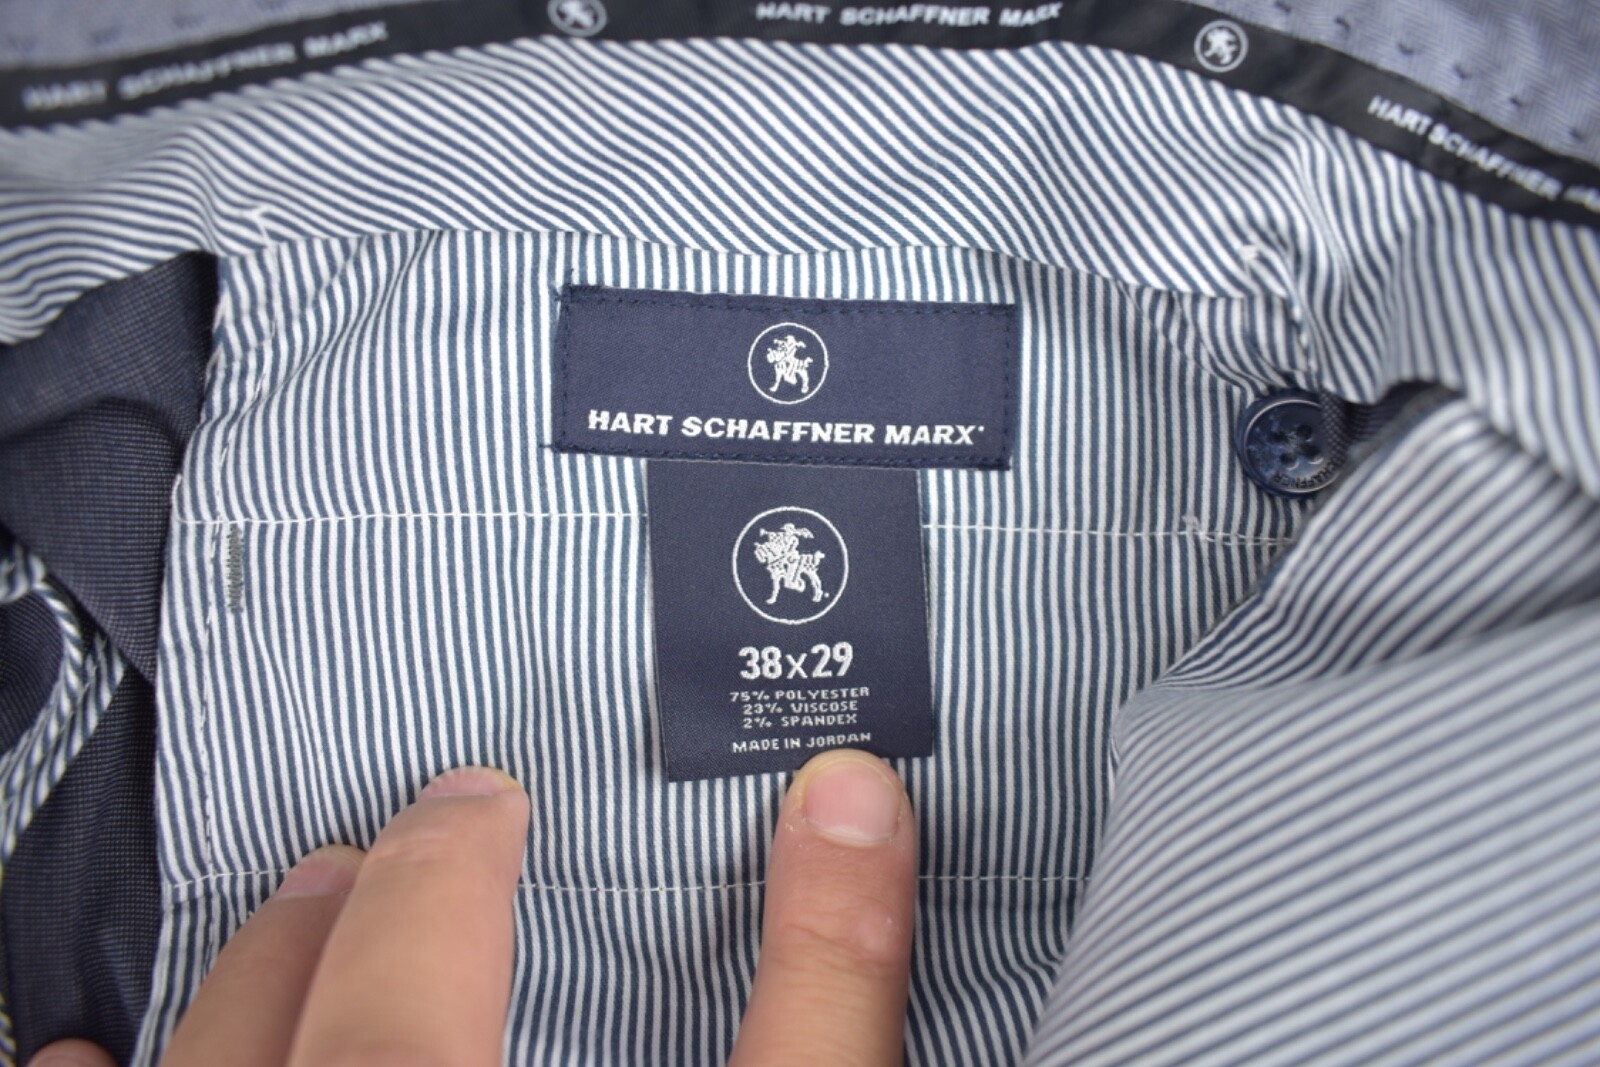 HART SCHAFFNER MARX
HART SCHAFFNER MARX
HART SCHAFFNER
HART SCHAFFNER MARX
38x29
75% POLYESTER
23% VISCOSE
2% SPANDEX
MADE IN JORDAN
SCHAFFNER